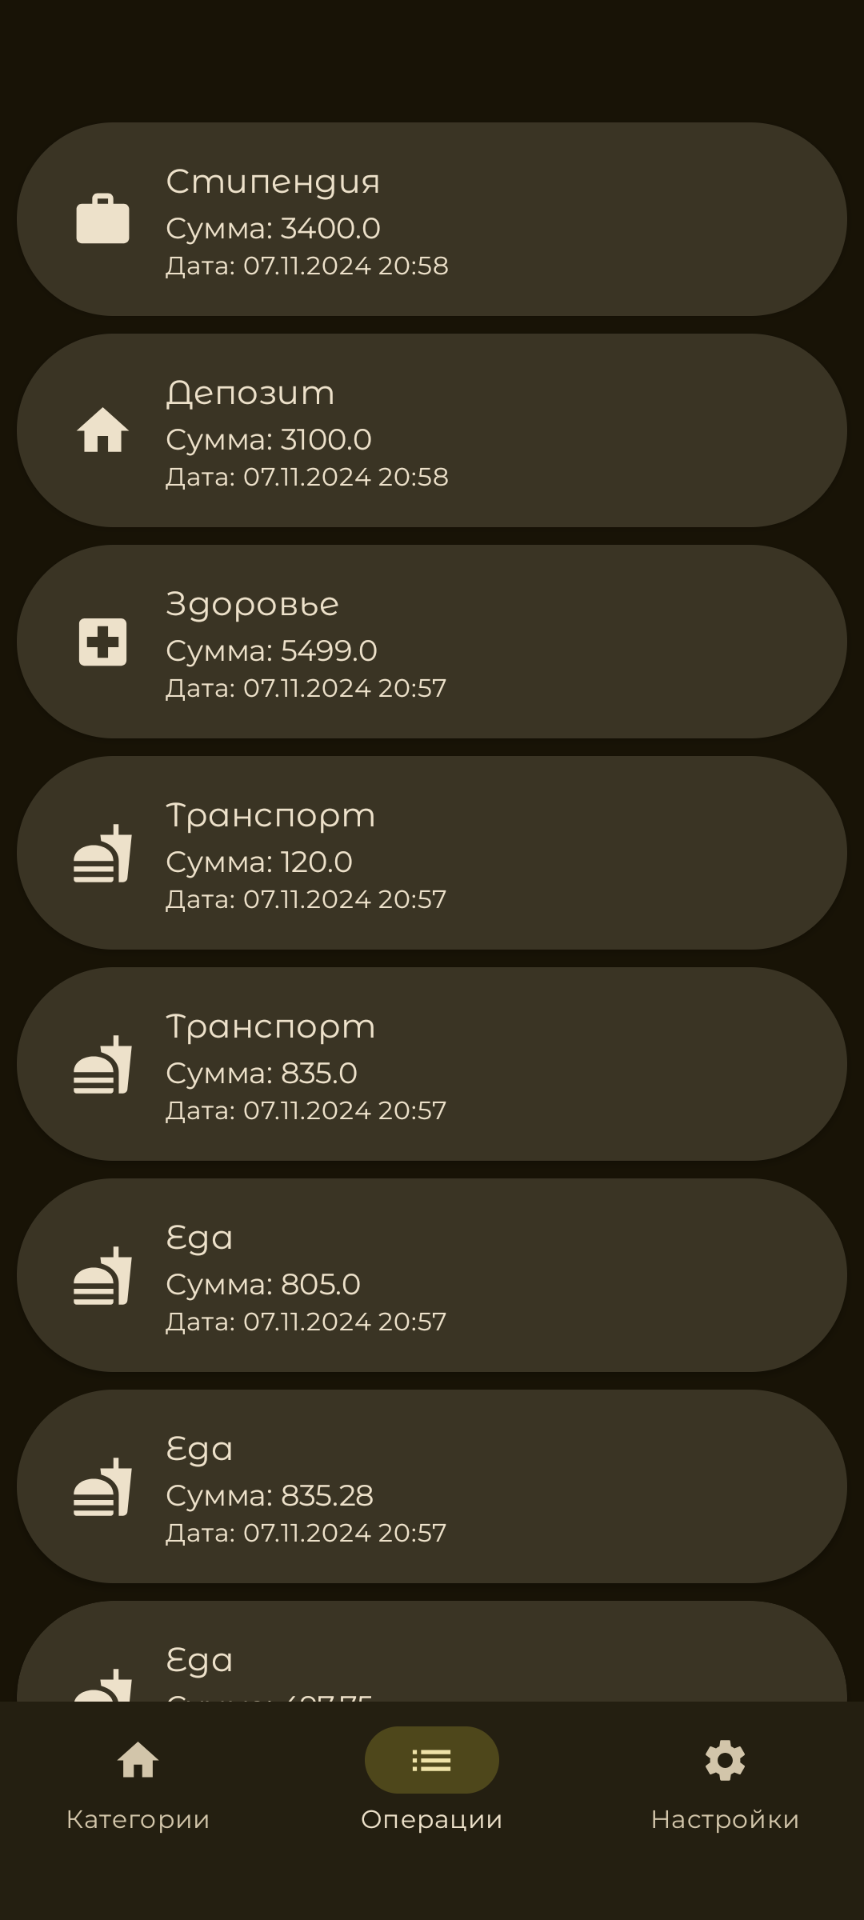 Стипендия
Сумма: 3400.0
Дата: 07.11.2024 20:58
Депозит
Сумма: 3100.0
Дата: 07.11.2024 20:58
Здоровье
Сумма: 5499.0
Дата: 07.11.2024 20:57
Транспорт
Сумма: 120.0
Дата: 07.11.2024 20:57
Транспорт
Сумма: 835.0
Дата: 07.11.2024 20:57
Еда
Сумма: 805.0
Дата: 07.11.2024 20:57
Еда
Сумма: 835.28
Дата: 07.11.2024 20:57
Еда
Категории
Операции
Настройки